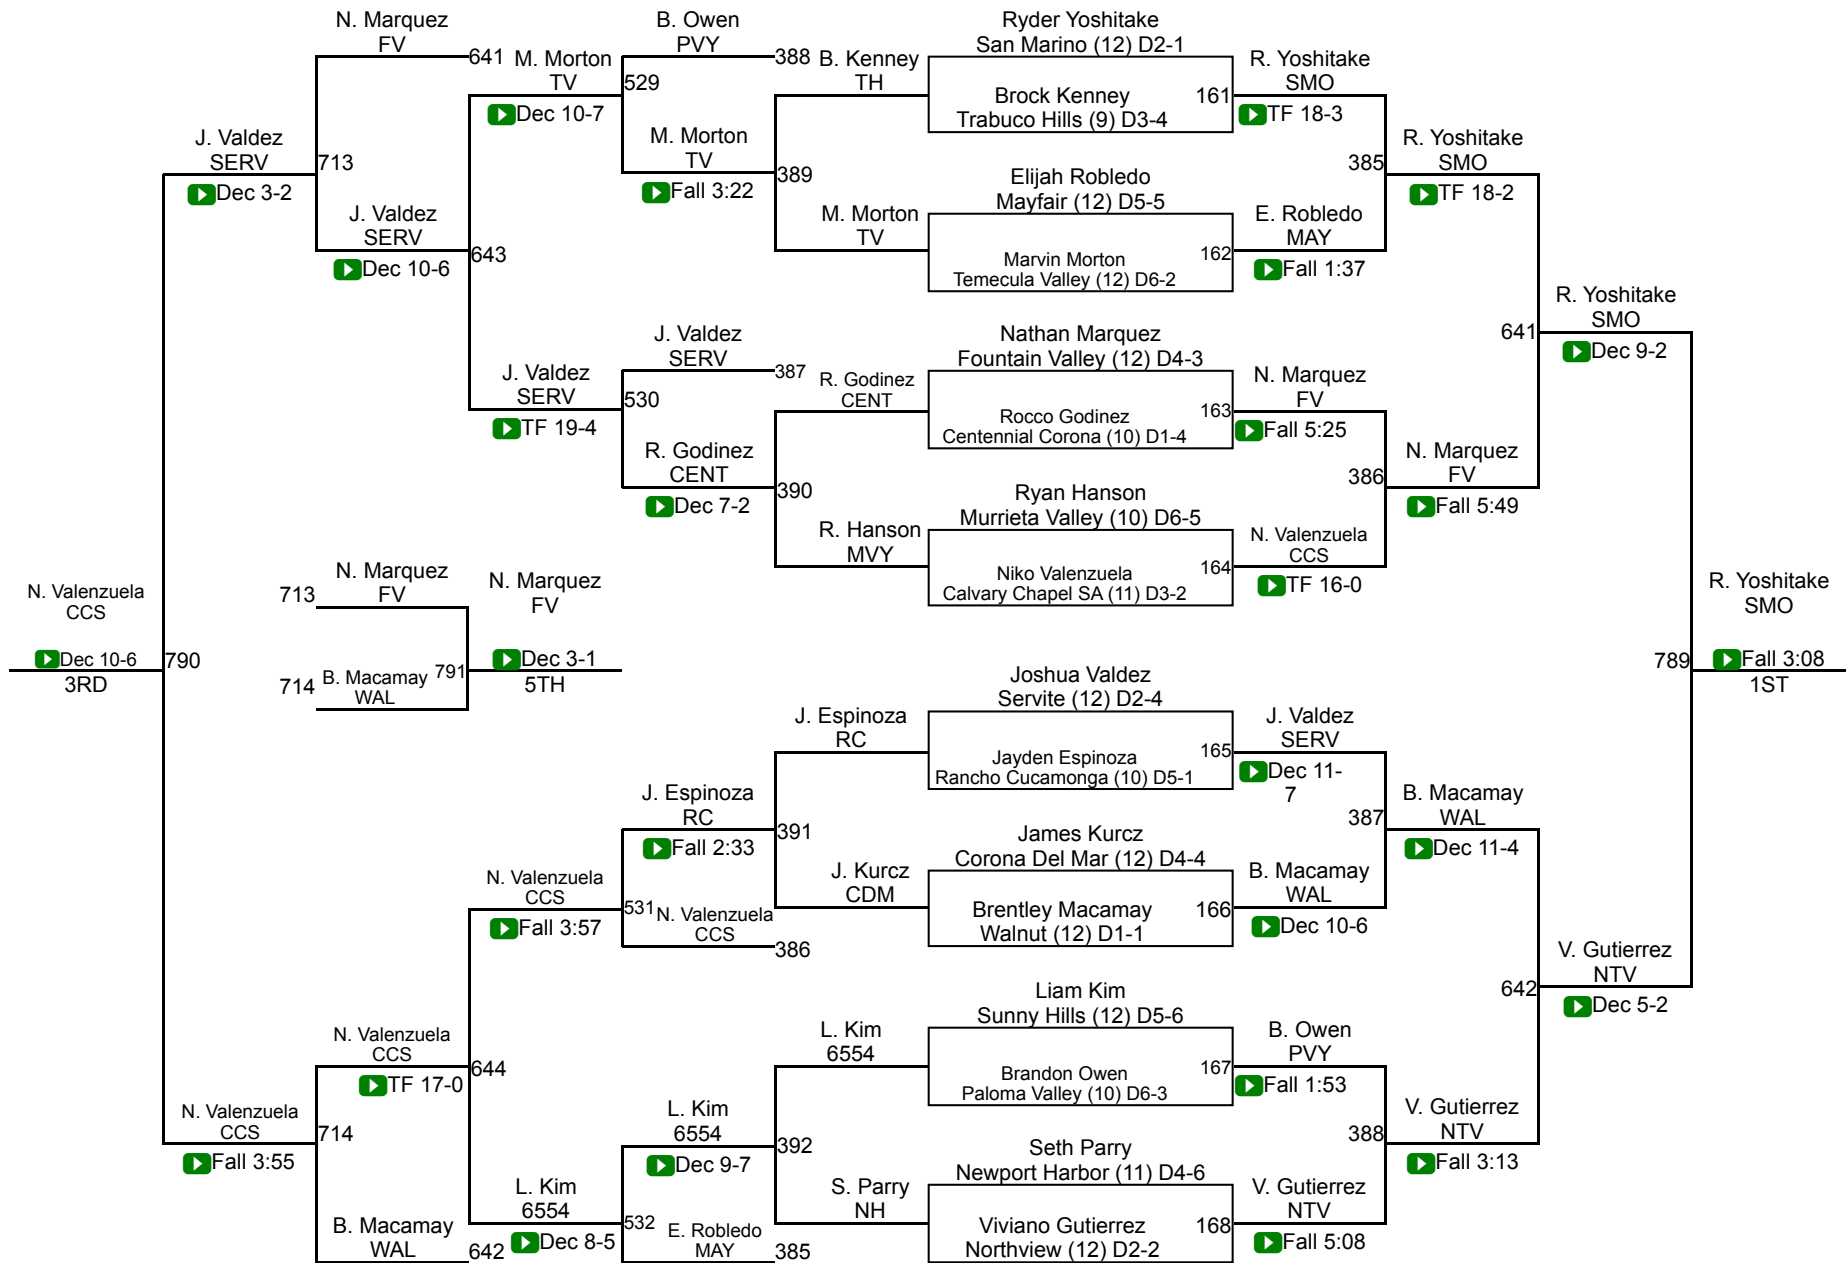 N. Marquez
FV
641
B. Owen
PVY
388
Ryder Yoshitake
San Marino (12) D2-1
M. Morton
TV
529
Dec 10-7
B. Kenney
TH
Brock Kenney
Trabuco Hills (9) D3-4
161
R. Yoshitake
SMO
TF 18-3
J. Valdez
SERV
713
Dec 3-2
M. Morton
TV
389
Fall 3:22
Elijah Robledo
Mayfair (12) D5-5
385
R. Yoshitake
SMO
TF 18-2
J. Valdez
SERV
643
Dec 10-6
M. Morton
TV
Marvin Morton
Temecula Valley (12) D6-2
162
E. Robledo
MAY
Fall 1:37
R. Yoshitake
SMO
641
Dec 9-2
J. Valdez
SERV
387
Nathan Marquez
Fountain Valley (12) D4-3
J. Valdez
SERV
530
TF 19-4
R. Godinez
CENT
Rocco Godinez
Centennial Corona (10) D1-4
163
N. Marquez
FV
Fall 5:25
R. Godinez
CENT
390
Dec 7-2
Ryan Hanson
Murrieta Valley (10) D6-5
386
N. Marquez
FV
Fall 5:49
R. Hanson
MVY
Niko Valenzuela
Calvary Chapel SA (11) D3-2
164
N. Valenzuela
CCS
TF 16-0
N. Valenzuela
CCS
Dec 10-6
3RD
790
713
N. Marquez
FV
714
B. Macamay
WAL
791
N. Marquez
FV
Dec 3-1
5TH
R. Yoshitake
SMO
789
Fall 3:08
1ST
Joshua Valdez
Servite (12) D2-4
J. Espinoza
RC
Jayden Espinoza
Rancho Cucamonga (10) D5-1
165
J. Valdez
SERV
Dec 11-
7
J. Espinoza
RC
391
Fall 2:33
James Kurcz
Corona Del Mar (12) D4-4
387
B. Macamay
WAL
Dec 11-4
N. Valenzuela
CCS
531
Fall 3:57
N. Valenzuela
CCS
386
J. Kurcz
CDM
Brentley Macamay
Walnut (12) D1-1
166
B. Macamay
WAL
Dec 10-6
V. Gutierrez
NTV
642
Dec 5-2
Liam Kim
Sunny Hills (12) D5-6
N. Valenzuela
CCS
644
TF 17-0
L. Kim
6554
Brandon Owen
Paloma Valley (10) D6-3
167
B. Owen
PVY
Fall 1:53
N. Valenzuela
CCS
714
Fall 3:55
L. Kim
6554
392
Dec 9-7
Seth Parry
Newport Harbor (11) D4-6
388
V. Gutierrez
NTV
Fall 3:13
L. Kim
6554
532
Dec 8-5
S. Parry
NH
Viviano Gutierrez
Northview (12) D2-2
168
V. Gutierrez
NTV
Fall 5:08
B. Macamay
WAL
642
E. Robledo
MAY
385